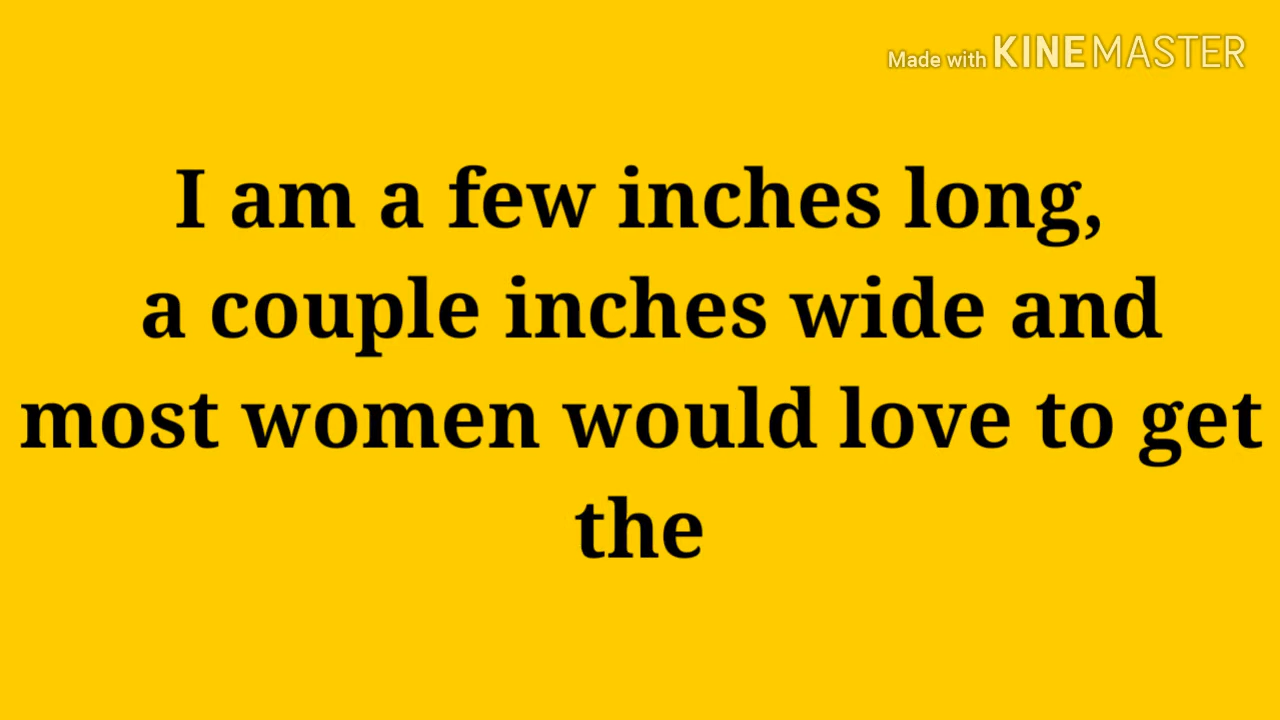 Made with KINEMASTER
I am a few inches long,
a couple inches wide and
most women would love to get
the